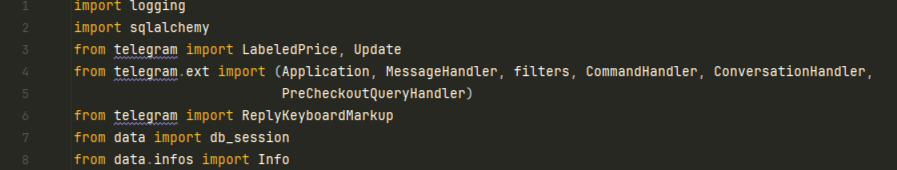 1 import logging
2 import sqlalchemy
3 from telegram import LabeledPrice, Update
4 from telegram.ext import (Application, MessageHandler, filters, CommandHandler, ConversationHandler,
5 PreCheckoutQueryHandler)
6 from telegram import ReplyKeyboardMarkup
7 from data import db_session
8 from data.infos import Info